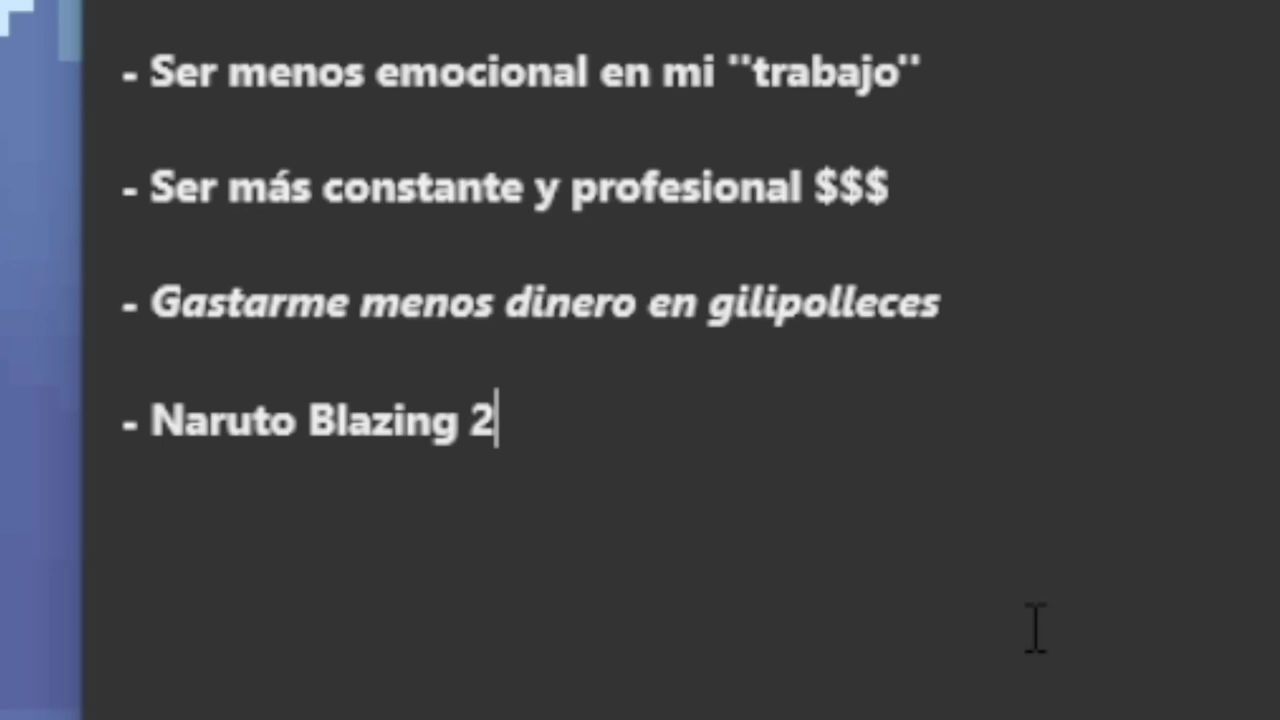 - Ser menos emocional en mi "trabajo"
- Ser más constante y profesional $$$
- Gastarme menos dinero en gilipolleces
- Naruto Blazing 2